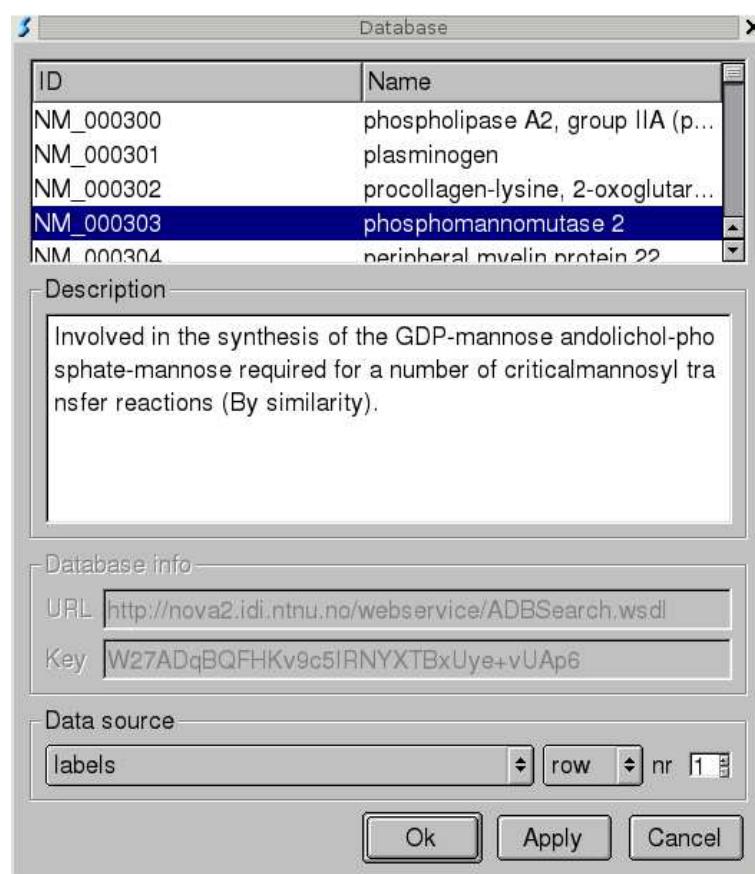 Database
ID Name
NM_000300 phospholipase A2, group IIA (p...
NM_000301 plasminogen
NM_000302 procollagen-lysine, 2-oxoglutar...
NM_000303 phosphomannomutase 2
NM_000304 peripheral myelin protein 22
Description
Involved in the synthesis of the GDP-mannose andolichol-pho
sphate-mannose required for a number of criticalmannosyl tra
nsfer reactions (By similarity).
Database info
URL http://nova2.idi.ntnu.no/webservice/ADBSearch.wsdl
Key W27ADqBQFHKv9c5IRNYXTBxUye+vUAp6
Data source
labels row nr 1
Ok Apply Cancel